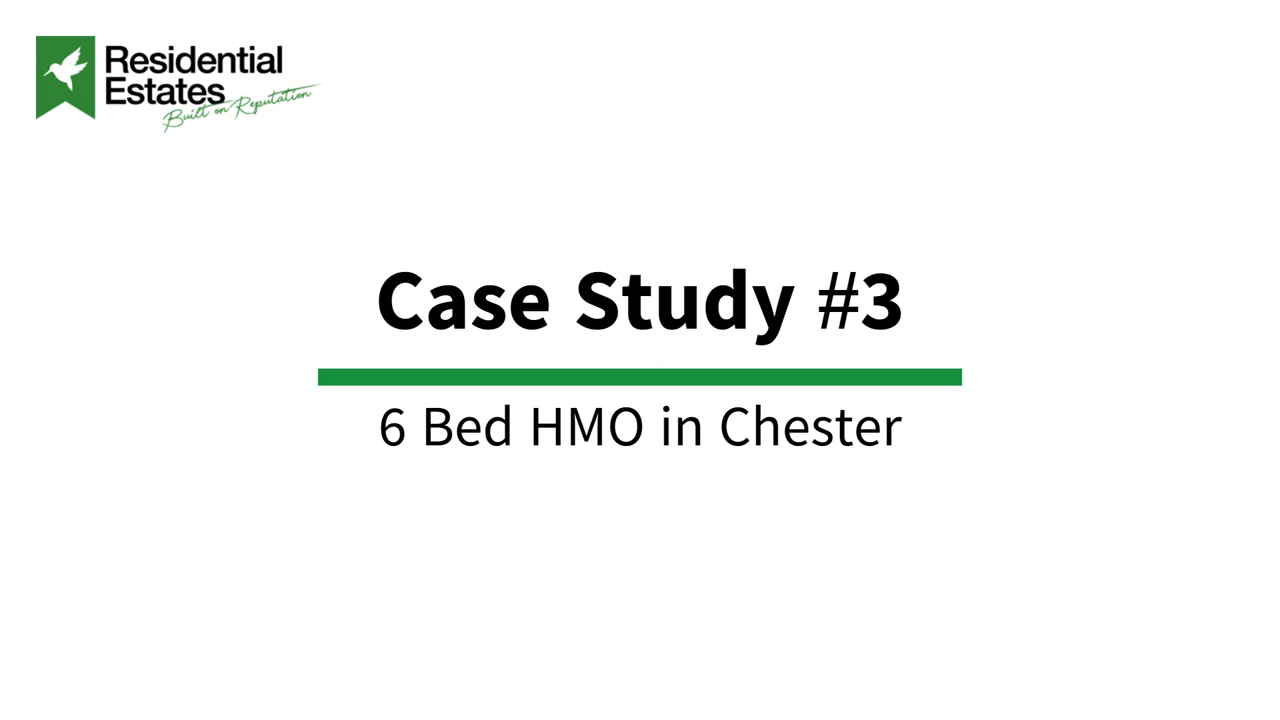 Residential
Estates
Built on Reputation
Case Study #3
6 Bed HMO in Chester